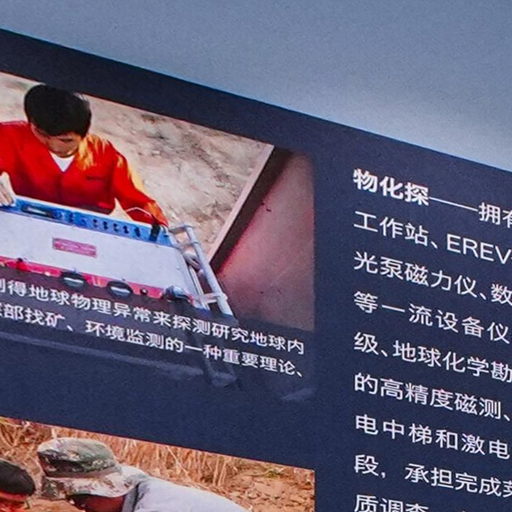 得地球物理异常来探测研究地球内
部找矿、环境监测的一种重要理论、
物化探——拥有
工作站、EREV
光泵磁力仪、数
等一流设备仪
级、地球化学勘
的高精度磁测、
电中梯和激电
段，承担完成
质调查